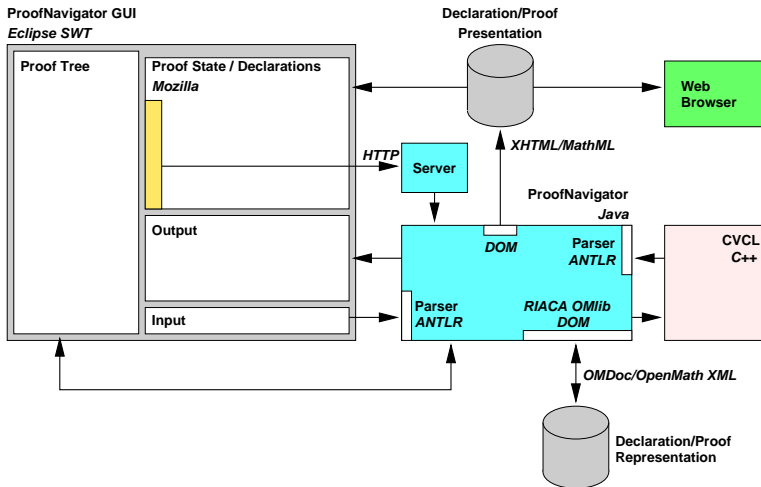 ProofNavigator GUI
Eclipse SWT
Proof Tree
Proof State / Declarations
Mozilla
Output
Input
Declaration/Proof
Presentation
Web
Browser
HTTP
Server
XHTML/MathML
ProofNavigator
Java
DOM
Parser
ANTLR
CVCL
C++
Parser
ANTLR
RIACA OMlib
DOM
OMDoc/OpenMath XML
Declaration/Proof
Representation